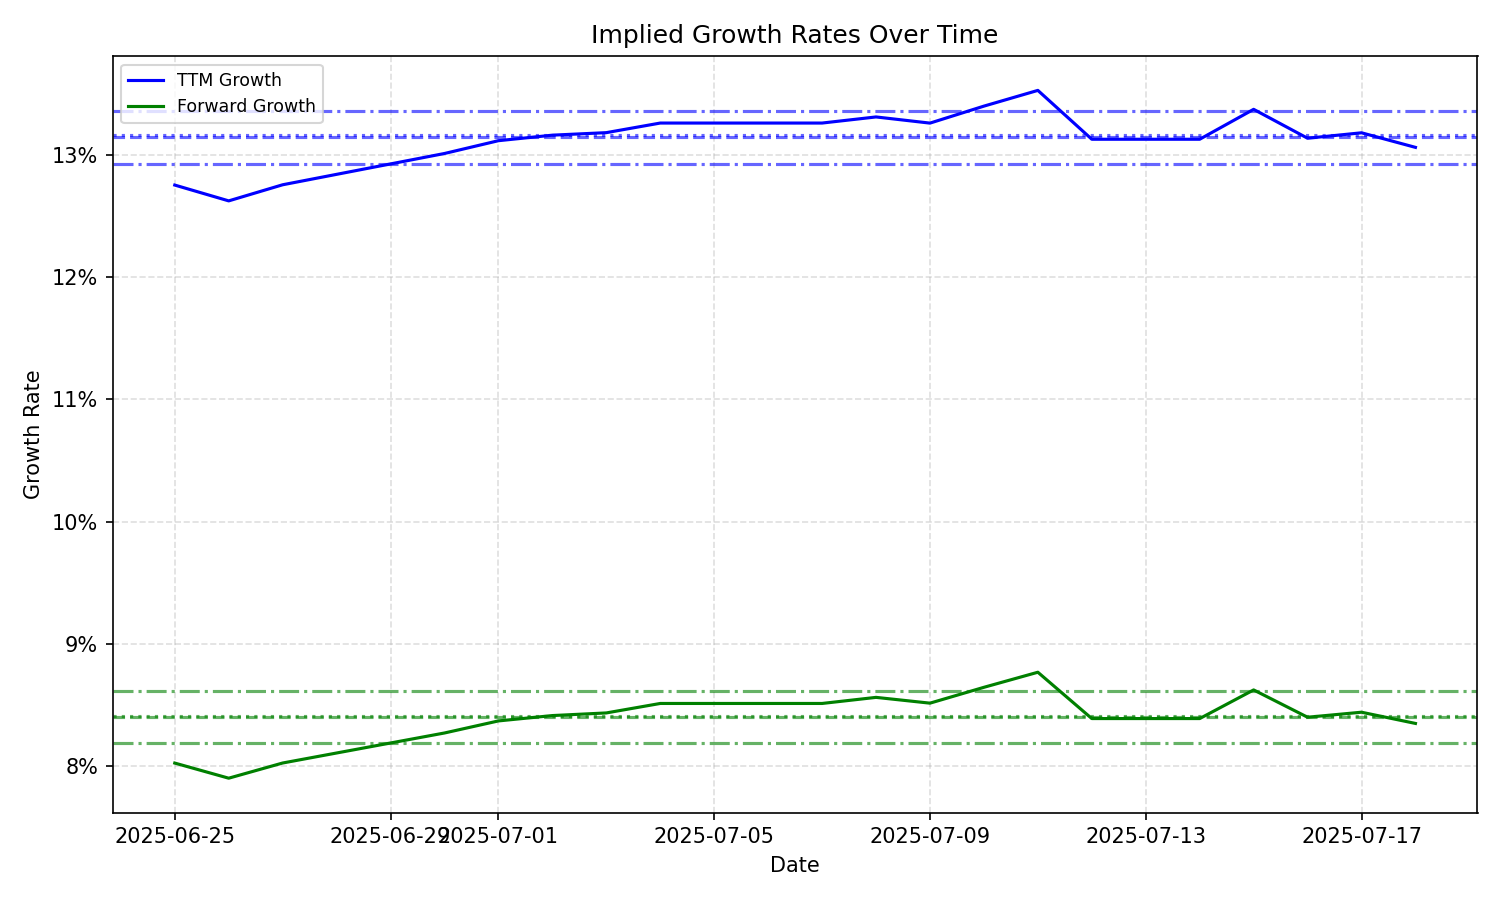 Implied Growth Rates Over Time
TTM Growth
Forward Growth
13%
12%
11%
10%
9%
8%
Growth Rate
2025-06-25
2025-06-29
2025-07-01
2025-07-05
2025-07-09
2025-07-13
2025-07-17
Date